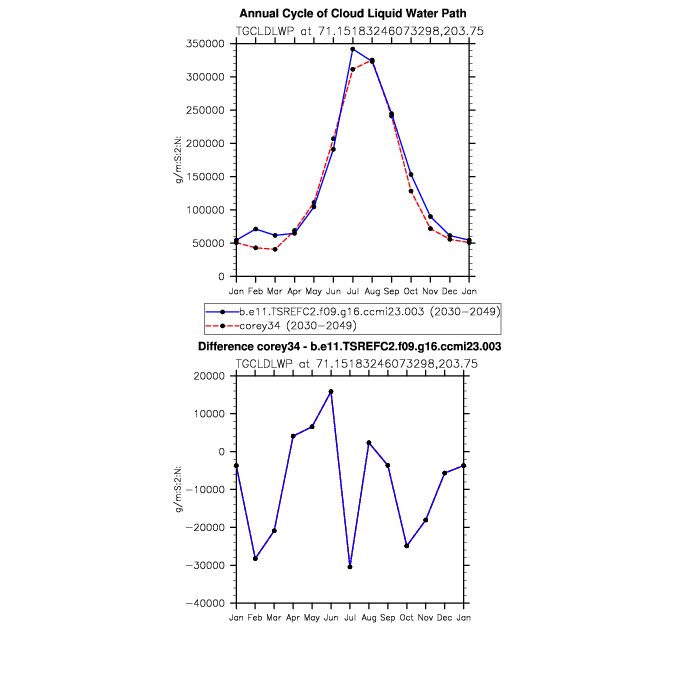 Annual Cycle of Cloud Liquid Water Path
TGCLDLWP at 71.15183246073298,203.75
350000
300000
250000
200000
150000
100000
50000
0
g/m:S:2:N:
Jan Feb Mar Apr May Jun Jul Aug Sep Oct Nov Dec Jan
b.e11.TSREFC2.f09.g16.ccmi23.003 (2030-2049)
corey34 (2030-2049)
Difference corey34 - b.e11.TSREFC2.f09.g16.ccmi23.003
TGCLDLWP at 71.15183246073298,203.75
20000
10000
0
-10000
-20000
-30000
-40000
g/m:S:2:N:
Jan Feb Mar Apr May Jun Jul Aug Sep Oct Nov Dec Jan